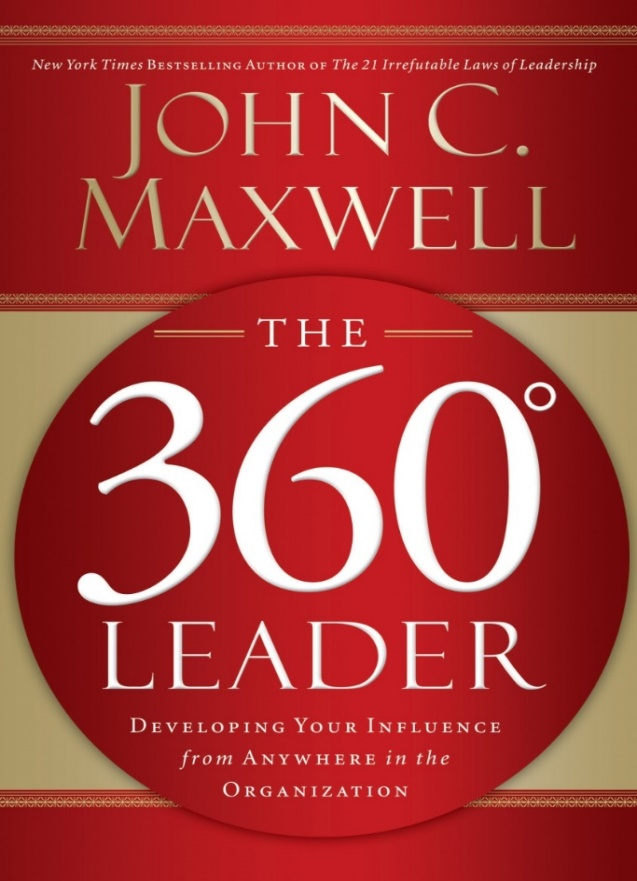 New York Times BESTSELLING AUTHOR OF The 21 Irrefutable Laws of Leadership
JOHN C.
MAXWELL
THE
360°
LEADER
DEVELOPING YOUR INFLUENCE
from ANYWHERE in the
ORGANIZATION